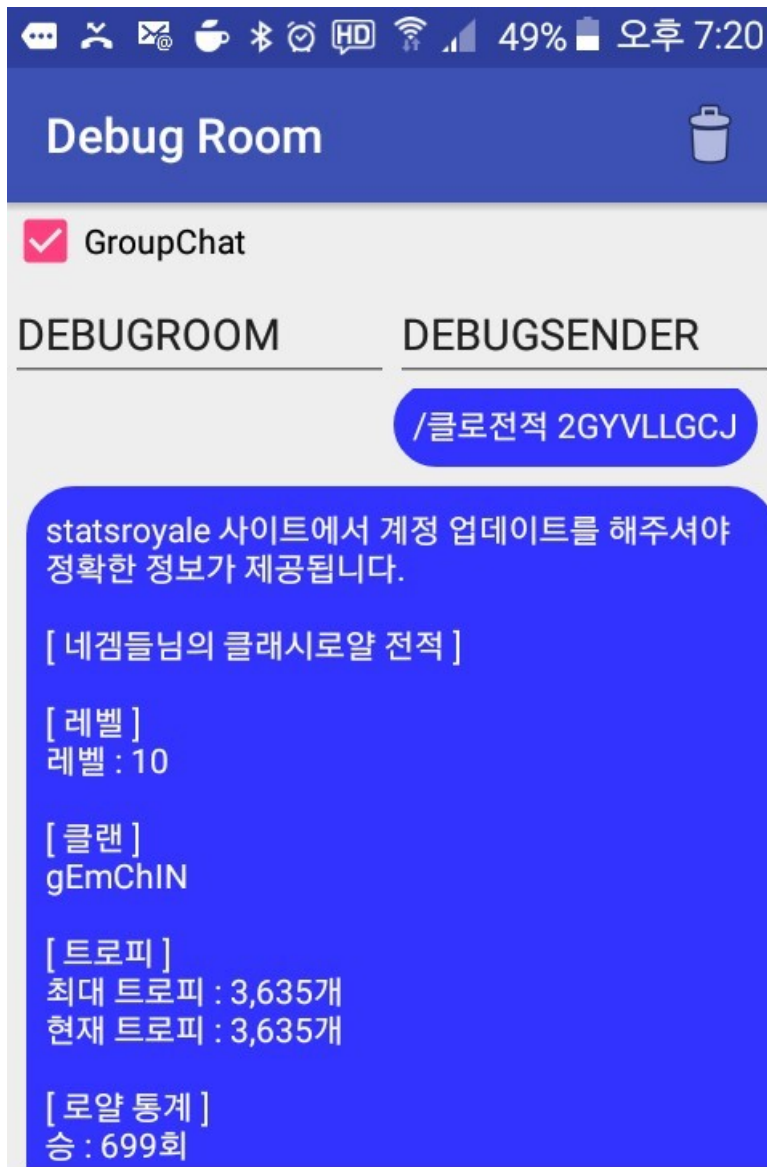 49% 오후 7:20
Debug Room
GroupChat
DEBUGROOM DEBUGSENDER
/클로전적 2GYVLLGCJ
statsroyale 사이트에서 계정 업데이트를 해주셔야
정확한 정보가 제공됩니다.
[ 네겜들님의 클래시로얄 전적 ]
[ 레벨 ]
레벨 : 10
[ 클랜 ]
gEmChIN
[ 트로피 ]
최대 트로피 : 3,635개
현재 트로피 : 3,635개
[ 로얄 통계 ]
승 : 699회